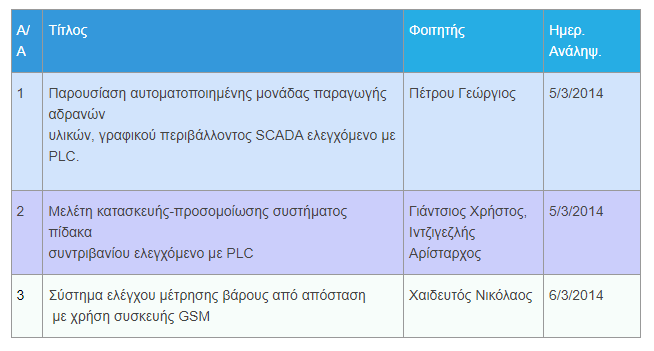 Α/
Α
Τίτλος
Φοιτητής
Ημερ.
Ανάληψ.
1
Παρουσίαση αυτοματοποιημένης μονάδας παραγωγής
αδρανών
υλικών, γραφικού περιβάλλοντος SCADA ελεγχόμενο με
PLC.
Πέτρου Γεώργιος
5/3/2014
2
Μελέτη κατασκευής-προσομοίωσης συστήματος
πίδακα
συντριβανίου ελεγχόμενο με PLC
Γιάντσιος Χρήστος,
Ιντζιγεζλής
Αρίσταρχος
5/3/2014
3
Σύστημα ελέγχου μέτρησης βάρους από απόσταση
με χρήση συσκευής GSM
Χαιδευτός Νικόλαος
6/3/2014